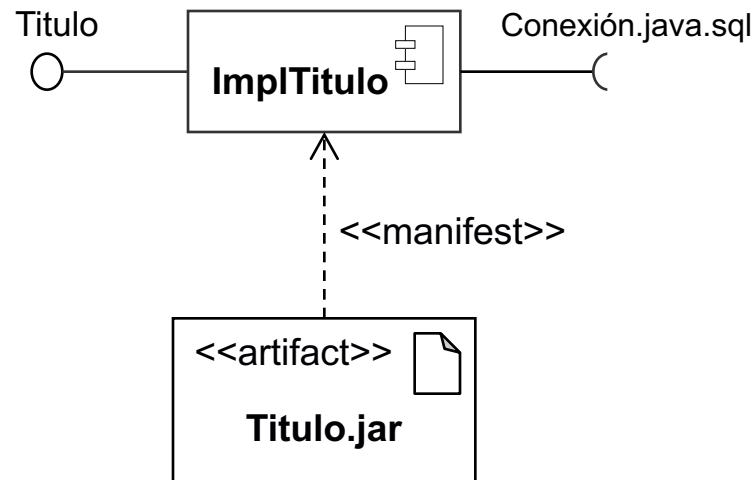 Titulo
Conexión.java.sql
ImplTitulo
<<manifest>>
<<artifact>>
Titulo.jar